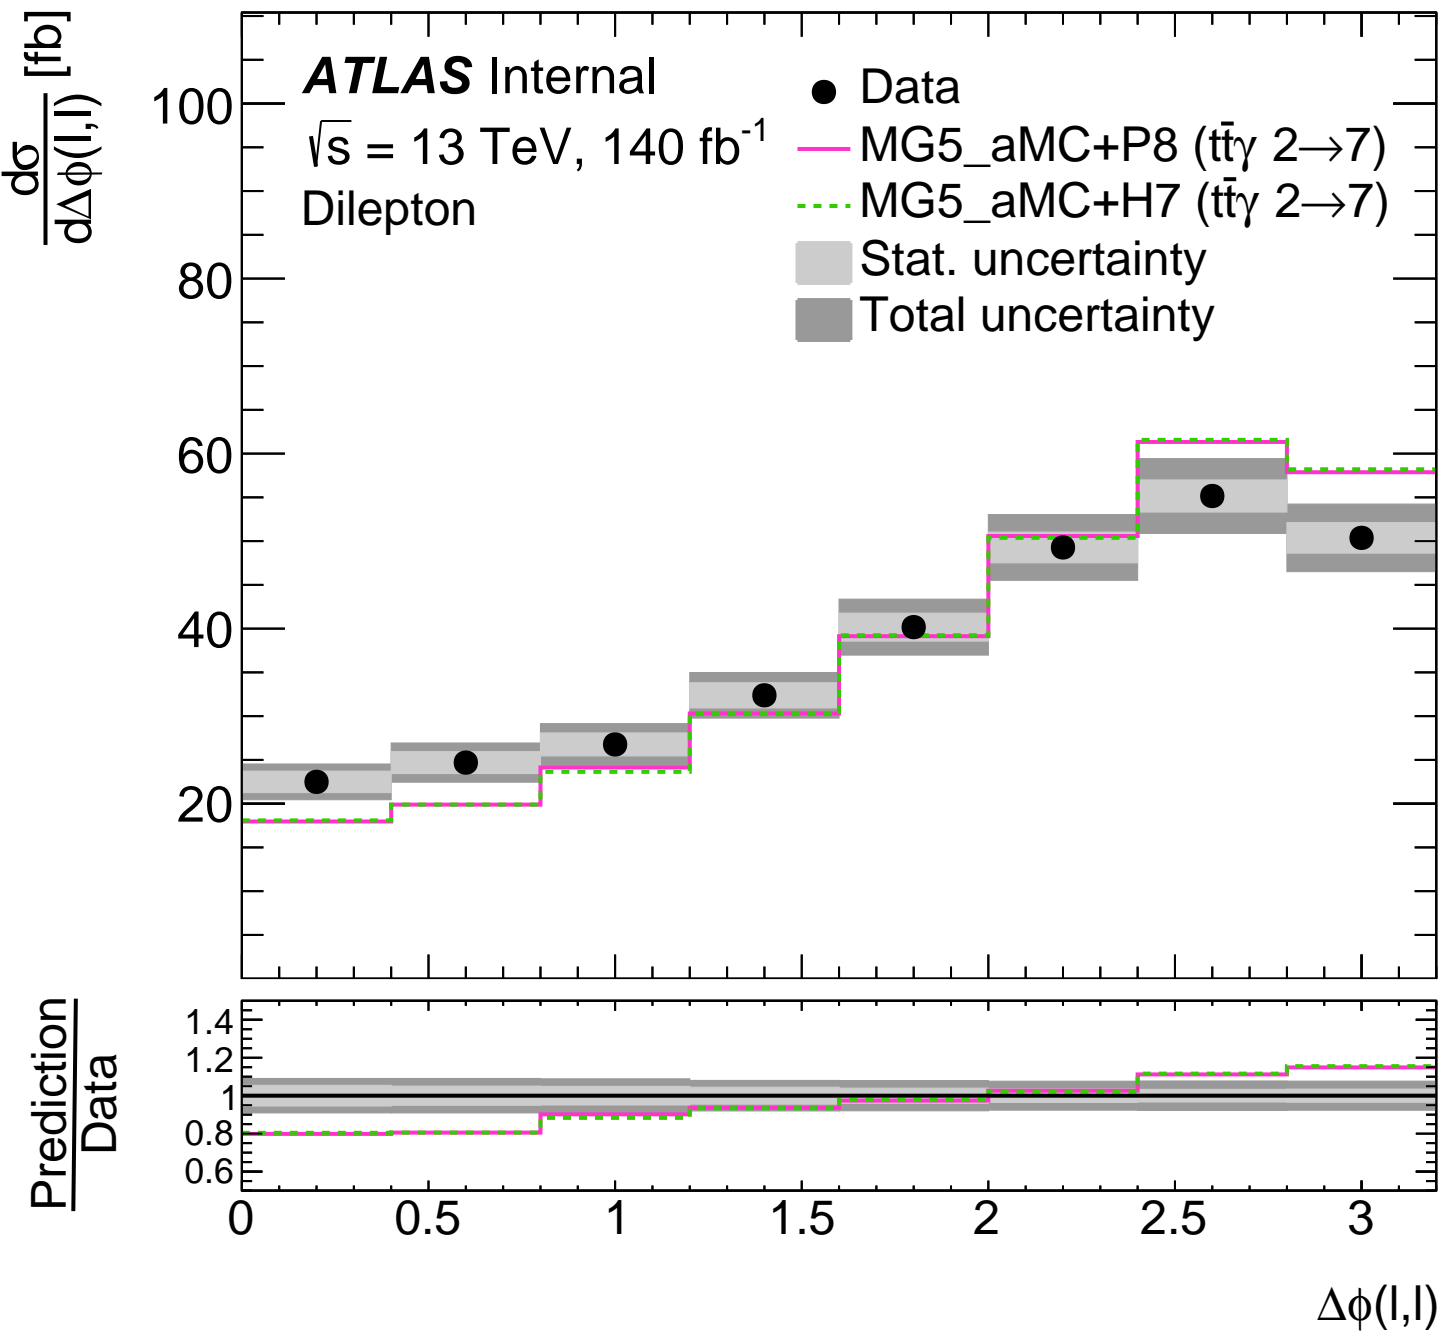 dσ
dΔϕ(l,l)
[fb]
ATLAS Internal
√s = 13 TeV, 140 fb⁻¹
Dilepton
Data
MG5_aMC+P8 (tt̄γ 2→7)
MG5_aMC+H7 (tt̄γ 2→7)
Stat. uncertainty
Total uncertainty
100
80
60
40
20
Prediction
Data
1.4
1.2
1
0.8
0.6
0 0.5 1 1.5 2 2.5 3
Δϕ(l,l)